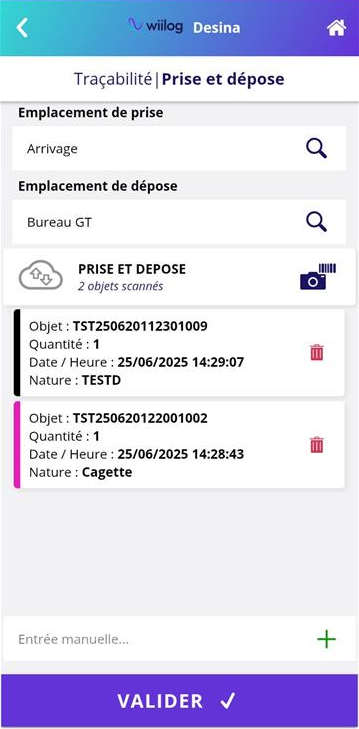 wiilog Desina
Traçabilité|Prise et dépose
Emplacement de prise
Arrivage
Emplacement de dépose
Bureau GT
PRISE ET DEPOSE
2 objets scannés
Objet : TST250620112301009
Quantité : 1
Date / Heure : 25/06/2025 14:29:07
Nature : TESTD
Objet : TST250620122001002
Quantité : 1
Date / Heure : 25/06/2025 14:28:43
Nature : Cagette
Entrée manuelle...
VALIDER